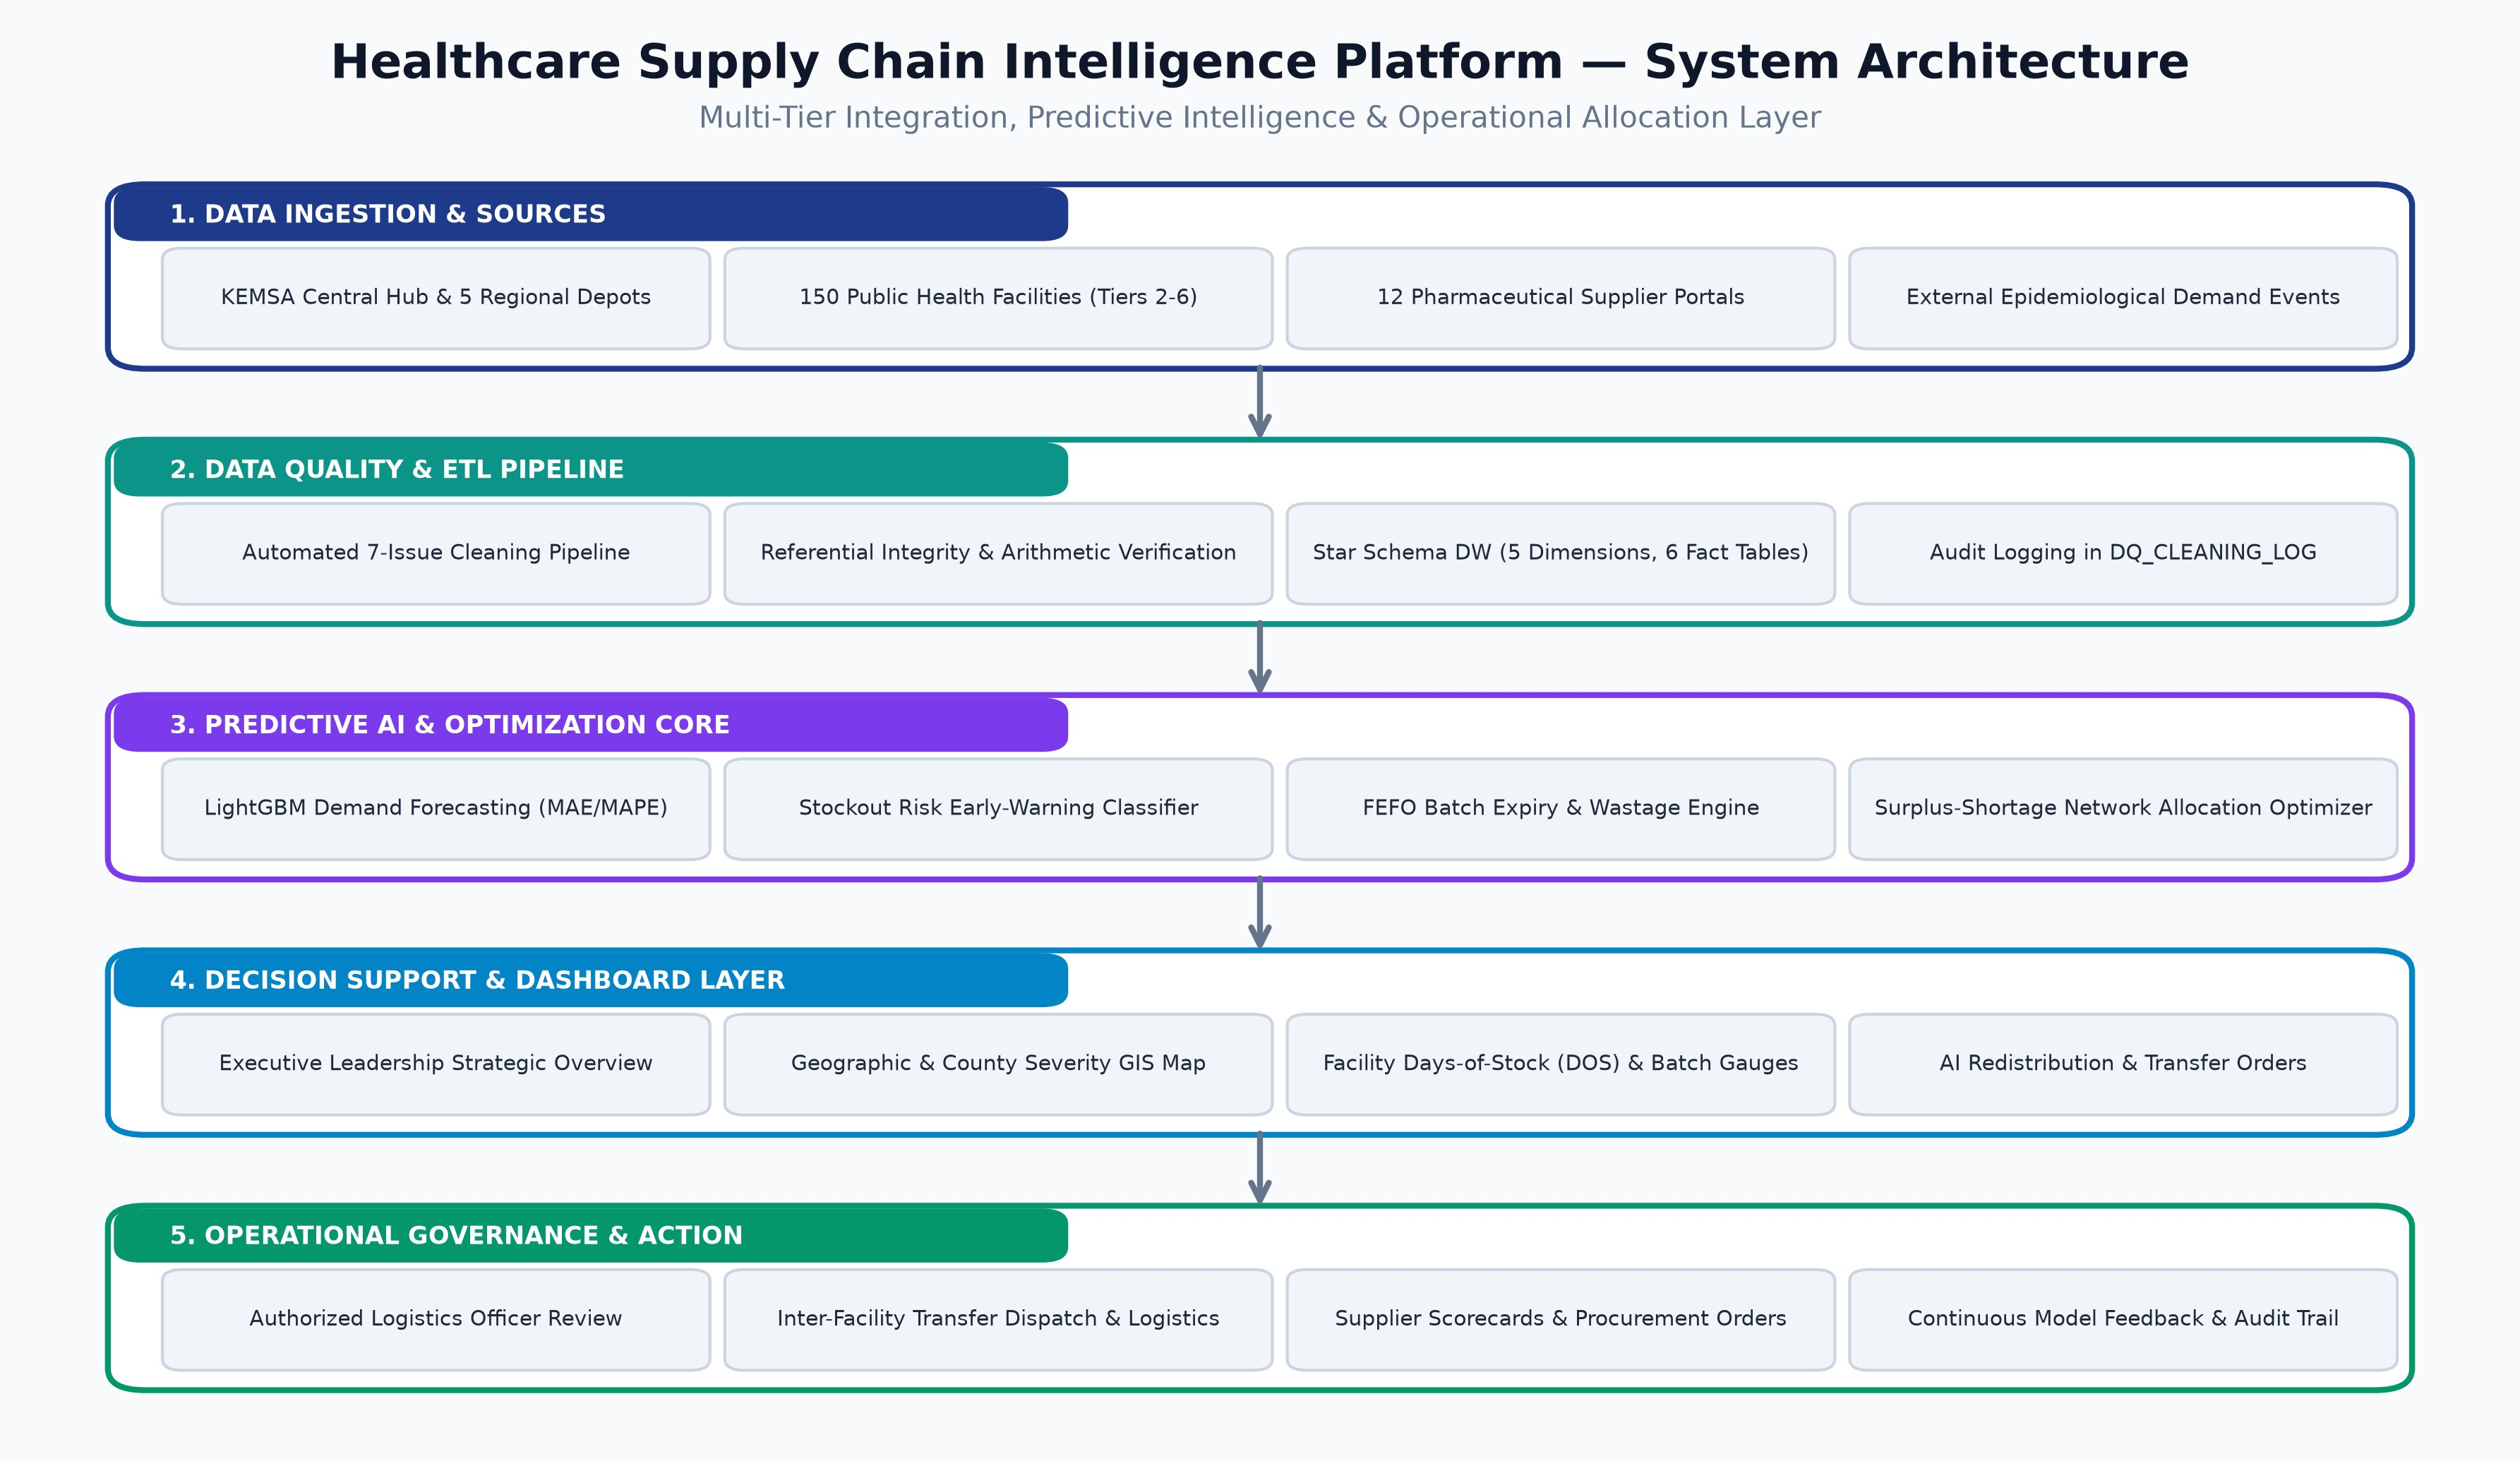 Healthcare Supply Chain Intelligence Platform — System Architecture
Multi-Tier Integration, Predictive Intelligence & Operational Allocation Layer
1. DATA INGESTION & SOURCES
KEMSA Central Hub & 5 Regional Depots
150 Public Health Facilities (Tiers 2-6)
12 Pharmaceutical Supplier Portals
External Epidemiological Demand Events
2. DATA QUALITY & ETL PIPELINE
Automated 7-Issue Cleaning Pipeline
Referential Integrity & Arithmetic Verification
Star Schema DW (5 Dimensions, 6 Fact Tables)
Audit Logging in DQ_CLEANING_LOG
3. PREDICTIVE AI & OPTIMIZATION CORE
LightGBM Demand Forecasting (MAE/MAPE)
Stockout Risk Early-Warning Classifier
FEFO Batch Expiry & Wastage Engine
Surplus-Shortage Network Allocation Optimizer
4. DECISION SUPPORT & DASHBOARD LAYER
Executive Leadership Strategic Overview
Geographic & County Severity GIS Map
Facility Days-of-Stock (DOS) & Batch Gauges
AI Redistribution & Transfer Orders
5. OPERATIONAL GOVERNANCE & ACTION
Authorized Logistics Officer Review
Inter-Facility Transfer Dispatch & Logistics
Supplier Scorecards & Procurement Orders
Continuous Model Feedback & Audit Trail